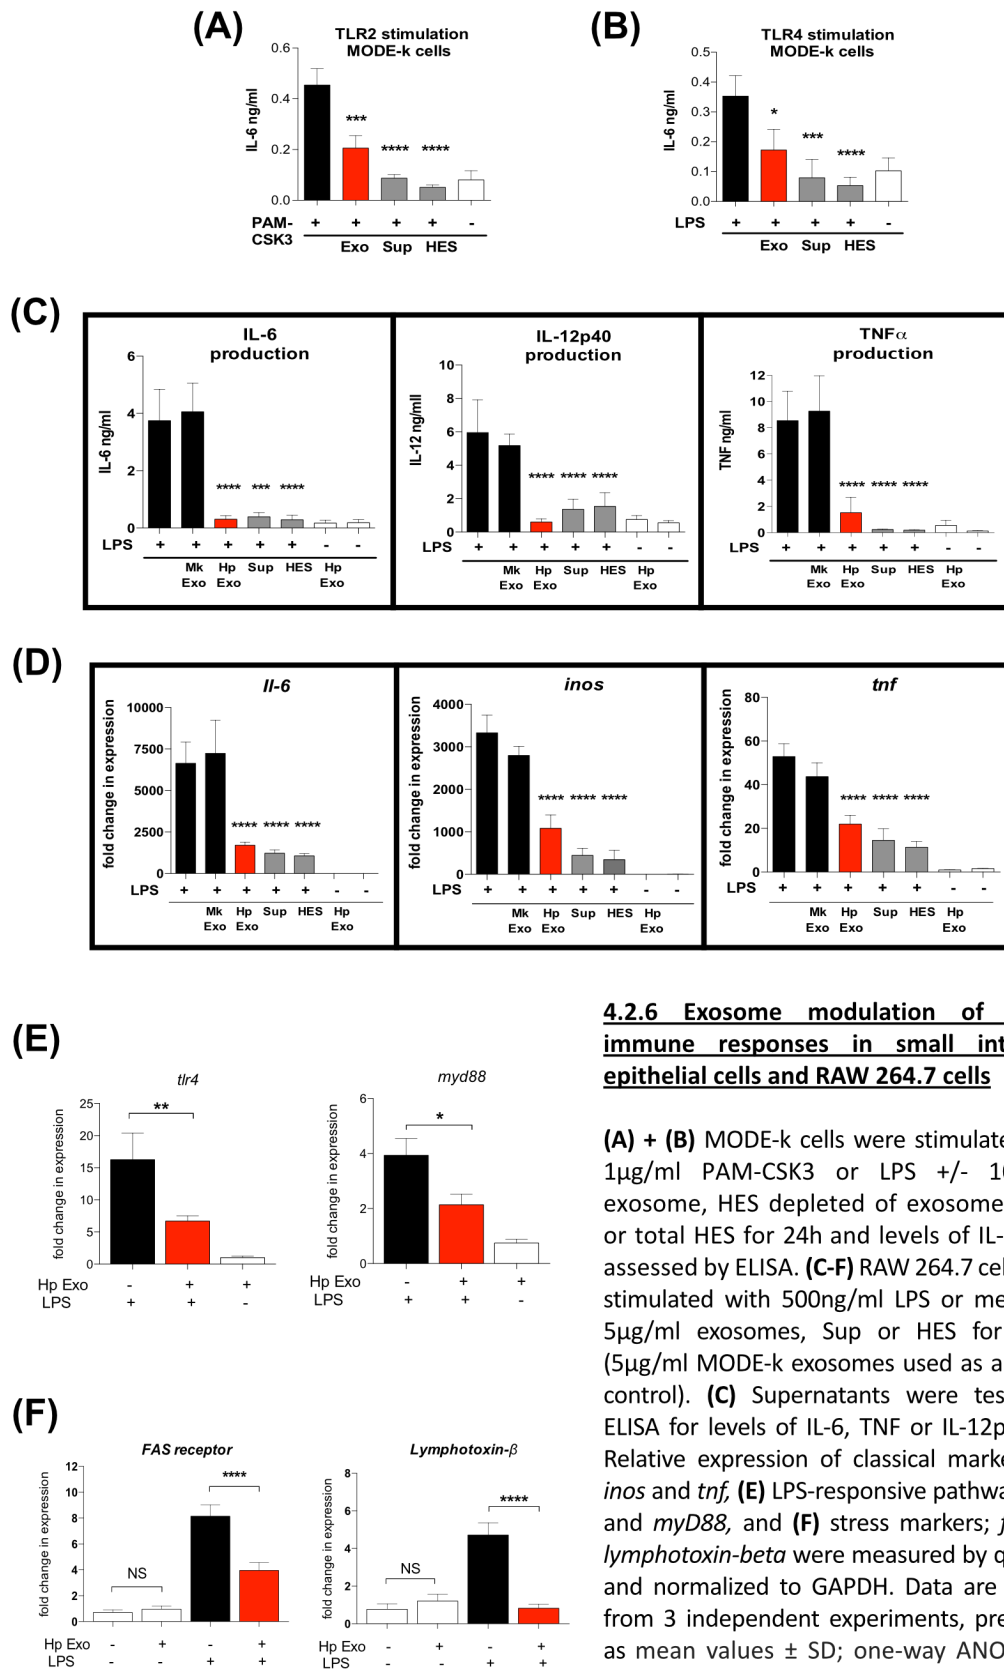 (A)
TLR2 stimulation
MODE-k cells
IL-6 ng/ml
0.6
0.4
0.2
0.0
***
****
****
PAM-CSK3
+ + + + -
Exo Sup HES
(B)
TLR4 stimulation
MODE-k cells
IL-6 ng/ml
0.5
0.4
0.3
0.2
0.1
0.0
*
***
****
LPS + + + + -
Exo Sup HES
(C)
IL-6
production
IL-6 ng/ml
6
4
2
0
**** *** ****
LPS + + + + + - -
Mk Exo Hp Exo Sup HES Hp Exo
IL-12p40
production
IL-12 ng/mll
10
8
6
4
2
0
**** **** ****
LPS + + + + + - -
Mk Exo Hp Exo Sup HES Hp Exo
TNFα
production
TNF ng/ml
12
10
8
6
4
2
0
**** **** ****
LPS + + + + + - -
Mk Exo Hp Exo Sup HES Hp Exo
(D)
Il-6
fold change in expression
10000
7500
5000
2500
0
**** **** ****
LPS + + + + + - -
Mk Exo Hp Exo Sup HES Hp Exo
inos
fold change in expression
4000
3000
2000
1000
0
**** **** ****
LPS + + + + + - -
Mk Exo Hp Exo Sup HES Hp Exo
tnf
fold change in expression
80
60
40
20
0
**** **** ****
LPS + + + + + - -
Mk Exo Hp Exo Sup HES Hp Exo
(E)
tlr4
fold change in expression
25
20
15
10
5
0
**
Hp Exo - + +
LPS + + -
myd88
fold change in expression
6
4
2
0
*
- + +
+ + -
(F)
FAS receptor
fold change in expression
12
10
8
6
4
2
0
NS
****
Hp Exo - + - +
LPS - - + +
Lymphotoxin-β
fold change in expression
8
6
4
2
0
NS
****
Hp Exo - + - +
LPS - - + +
4.2.6 Exosome modulation of
immune responses in small int
epithelial cells and RAW 264.7 cells
(A) + (B) MODE-k cells were stimulate
1μg/ml PAM-CSK3 or LPS +/- 10
exosome, HES depleted of exosome
or total HES for 24h and levels of IL-
assessed by ELISA. (C-F) RAW 264.7 cel
stimulated with 500ng/ml LPS or me
5μg/ml exosomes, Sup or HES for
(5μg/ml MODE-k exosomes used as a
control). (C) Supernatants were tes
ELISA for levels of IL-6, TNF or IL-12p
Relative expression of classical marke
inos and tnf, (E) LPS-responsive pathwa
and myD88, and (F) stress markers; f
lymphotoxin-beta were measured by q
and normalized to GAPDH. Data are
from 3 independent experiments, pre
as mean values ± SD; one-way ANO